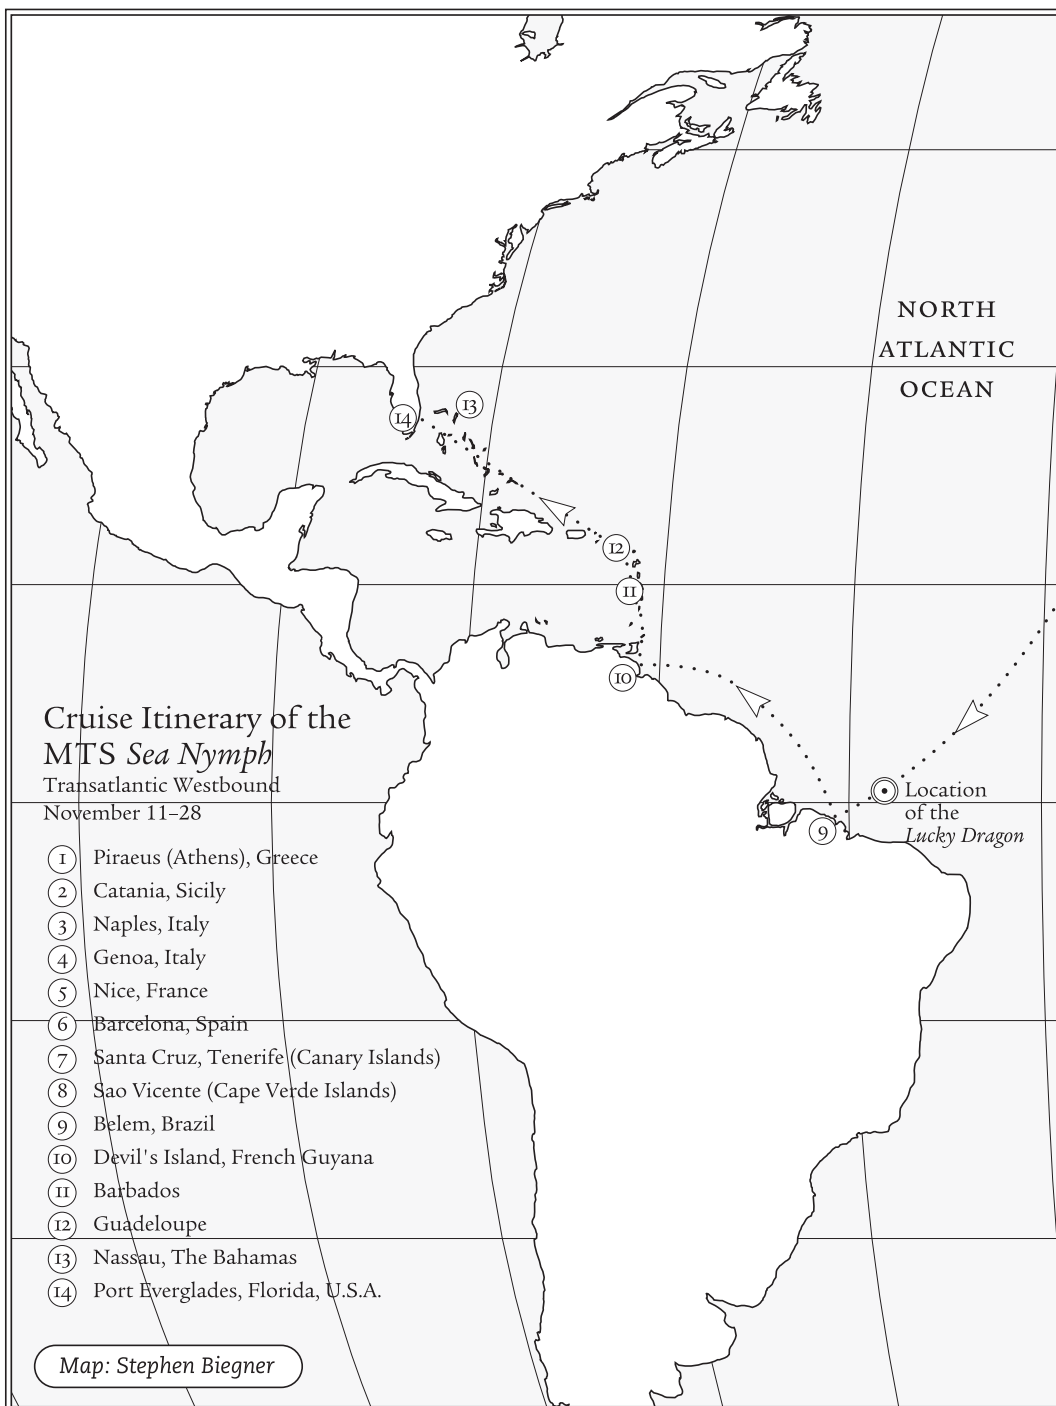 NORTH
ATLANTIC
OCEAN
13
14
12
11
10
Location
of the
Lucky Dragon
9
Cruise Itinerary of the
MTS Sea Nymph
Transatlantic Westbound
November 11–28
1 Piraeus (Athens), Greece
2 Catania, Sicily
3 Naples, Italy
4 Genoa, Italy
5 Nice, France
6 Barcelona, Spain
7 Santa Cruz, Tenerife (Canary Islands)
8 Sao Vicente (Cape Verde Islands)
9 Belem, Brazil
10 Devil's Island, French Guyana
11 Barbados
12 Guadeloupe
13 Nassau, The Bahamas
14 Port Everglades, Florida, U.S.A.
Map: Stephen Biegner